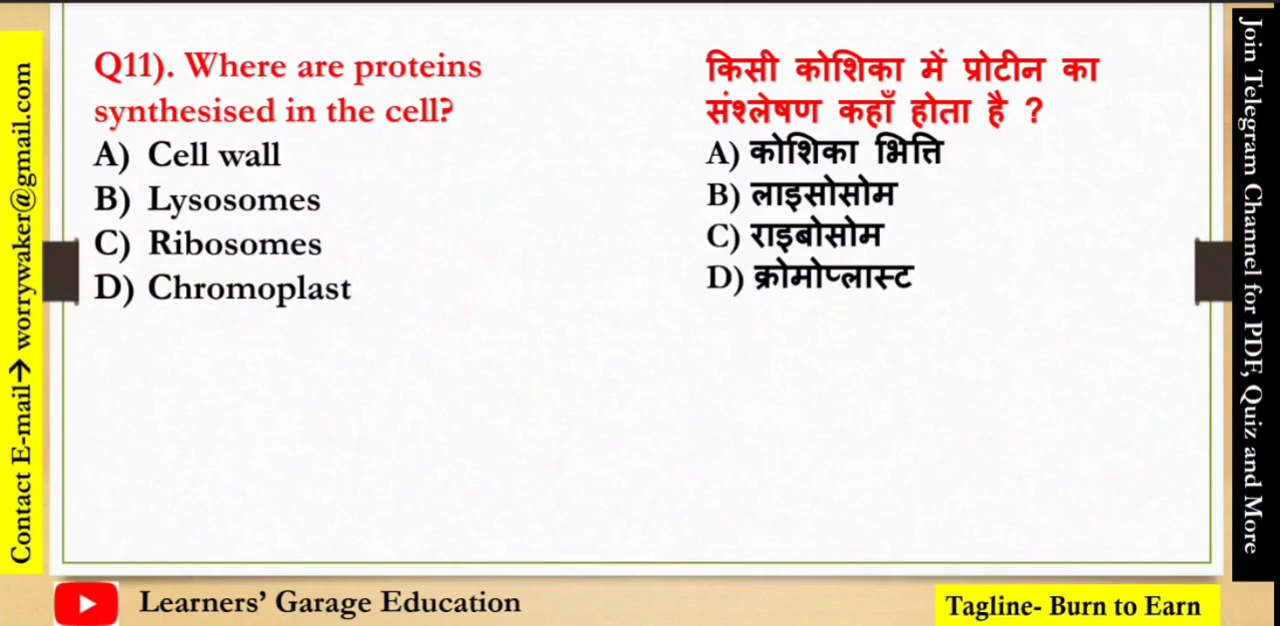 Q11). Where are proteins
synthesised in the cell?
A) Cell wall
B) Lysosomes
C) Ribosomes
D) Chromoplast
किसी कोशिका में प्रोटीन का
संश्लेषण कहाँ होता है ?
A) कोशिका भित्ति
B) लाइसोसोम
C) राइबोसोम
D) क्रोमोप्लास्ट
Contact E-mail→ worrywaker@gmail.com
Join Telegram Channel for PDF, Quiz and More
Learners’ Garage Education
Tagline- Burn to Earn